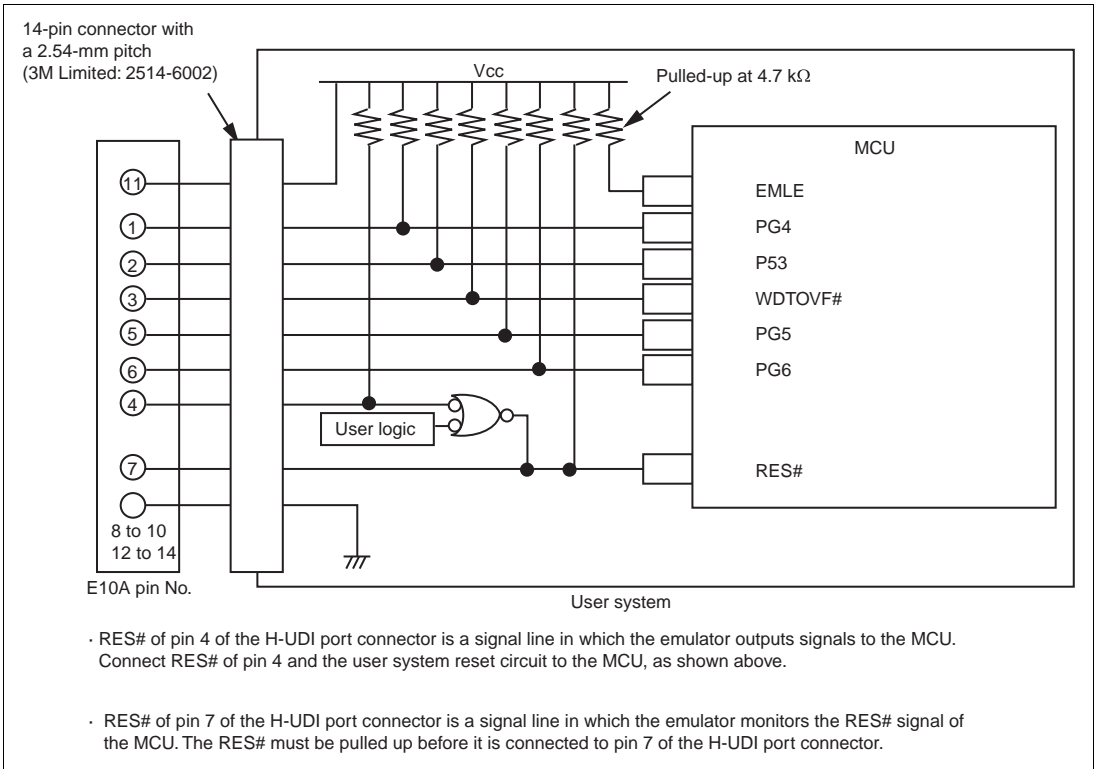 14-pin connector with
a 2.54-mm pitch
(3M Limited: 2514-6002)
Vcc
Pulled-up at 4.7 kΩ
MCU
11
EMLE
1
PG4
2
P53
3
WDTOVF#
5
PG5
6
PG6
4
User logic
7
RES#
8 to 10
12 to 14
E10A pin No.
User system
· RES# of pin 4 of the H-UDI port connector is a signal line in which the emulator outputs signals to the MCU.
Connect RES# of pin 4 and the user system reset circuit to the MCU, as shown above.
· RES# of pin 7 of the H-UDI port connector is a signal line in which the emulator monitors the RES# signal of
the MCU. The RES# must be pulled up before it is connected to pin 7 of the H-UDI port connector.